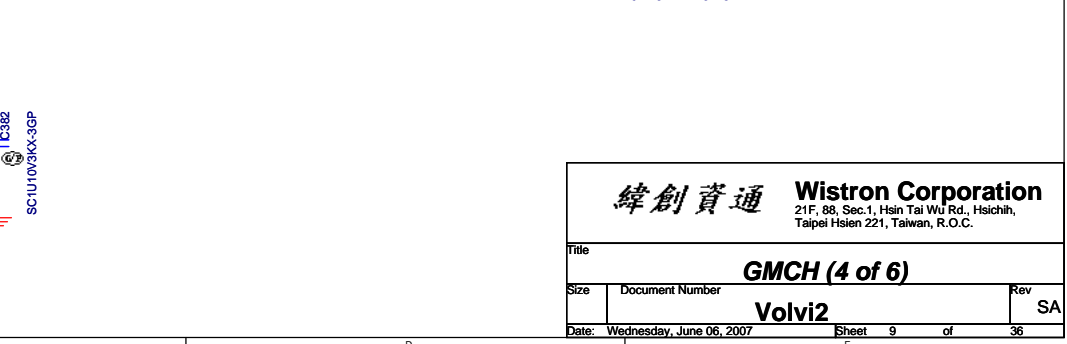 C382
SC1U10V3KX-3GP
緯創資通
Wistron Corporation
21F, 88, Sec.1, Hsin Tai Wu Rd., Hsichih,
Taipei Hsien 221, Taiwan, R.O.C.
Title
GMCH (4 of 6)
Size Document Number Rev
Volvi2 SA
Date: Wednesday, June 06, 2007 Sheet 9 of 36